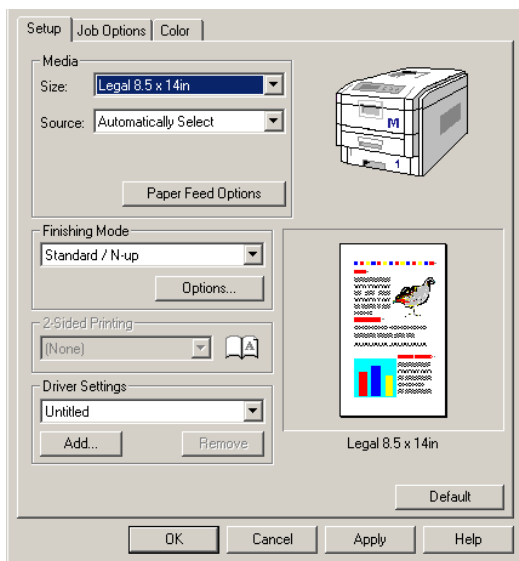 Setup Job Options Color
Media
Size: Legal 8.5 x 14in
Source: Automatically Select
Paper Feed Options
M
1
Finishing Mode
Standard / N-up
Options...
2-Sided Printing
(None)
A
Driver Settings
Untitled
Add... Remove
Legal 8.5 x 14in
Default
OK Cancel Apply Help